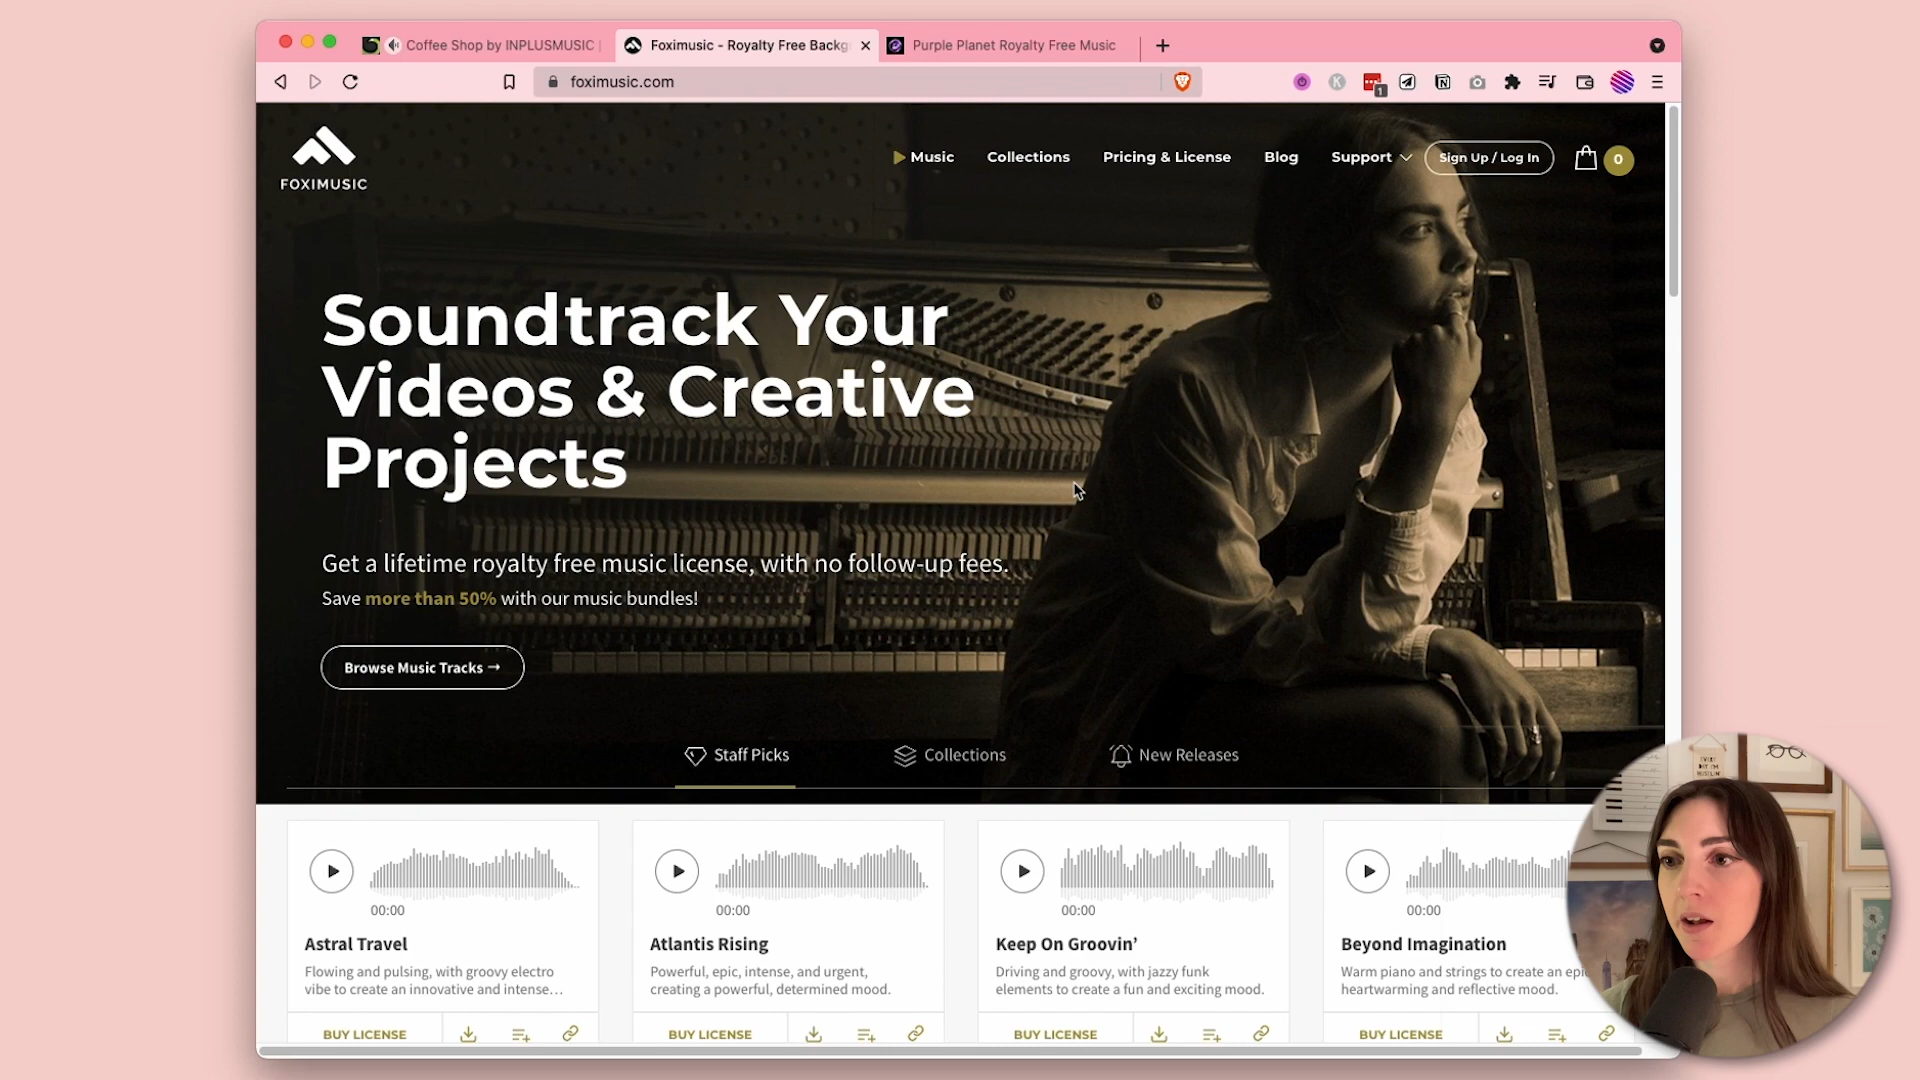 Coffee Shop by INPLUSMUSIC
Foximusic - Royalty Free Backg
Purple Planet Royalty Free Music
foximusic.com
K
N
1
FOXIMUSIC
Music
Collections
Pricing & License
Blog
Support
Sign Up / Log In
0
Soundtrack Your
Videos & Creative
Projects
Get a lifetime royalty free music license, with no follow-up fees.
Save more than 50% with our music bundles!
Browse Music Tracks →
Staff Picks
Collections
New Releases
00:00
Astral Travel
Flowing and pulsing, with groovy electro
vibe to create an innovative and intense…
BUY LICENSE
00:00
Atlantis Rising
Powerful, epic, intense, and urgent,
creating a powerful, determined mood.
BUY LICENSE
00:00
Keep On Groovin’
Driving and groovy, with jazzy funk
elements to create a fun and exciting mood.
BUY LICENSE
00:00
Beyond Imagination
Warm piano and strings to create an epic
heartwarming and reflective mood.
BUY LICENSE